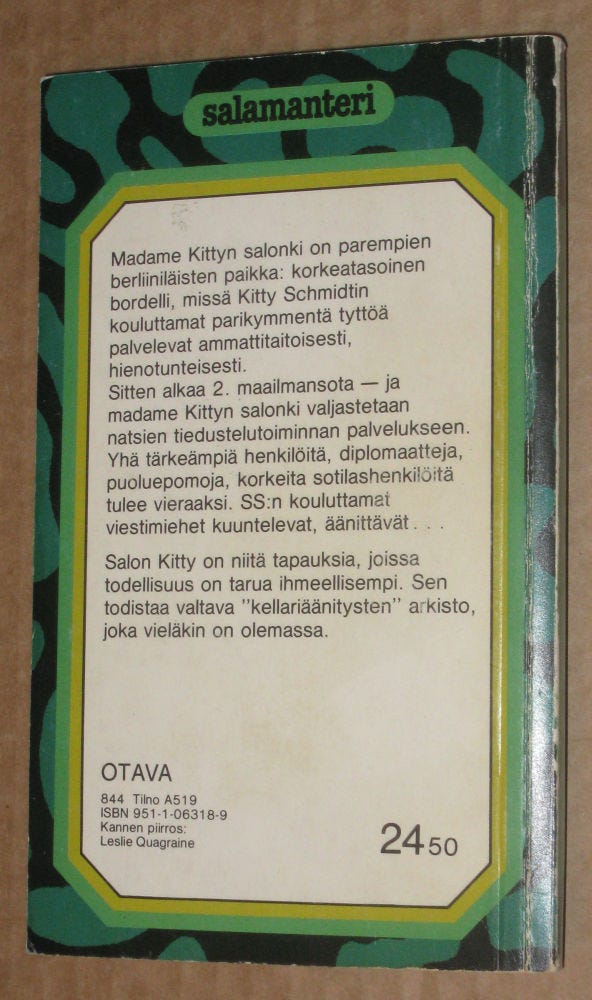 salamanteri
Madame Kittyn salonki on parempien
berliiniläisten paikka: korkeatasoinen
bordelli, missä Kitty Schmidtin
kouluttamat parikymmentä tyttöä
palvelevat ammattitaitoisesti,
hienotunteisesti.
Sitten alkaa 2. maailmansota — ja
madame Kittyn salonki valjastetaan
natsien tiedustelutoiminnan palvelukseen.
Yhä tärkeämpiä henkilöitä, diplomaatteja,
puoluepomoja, korkeita sotilashenkilöitä
tulee vieraaksi. SS:n kouluttamat
viestimiehet kuuntelevat, äänittävät . . .
Salon Kitty on niitä tapauksia, joissa
todellisuus on tarua ihmeellisempi. Sen
todistaa valtava "kellariäänitysten" arkisto,
joka vieläkin on olemassa.
OTAVA
844 Tilno A519
ISBN 951-1-06318-9
Kannen piirros:
Leslie Quagraine
24 50